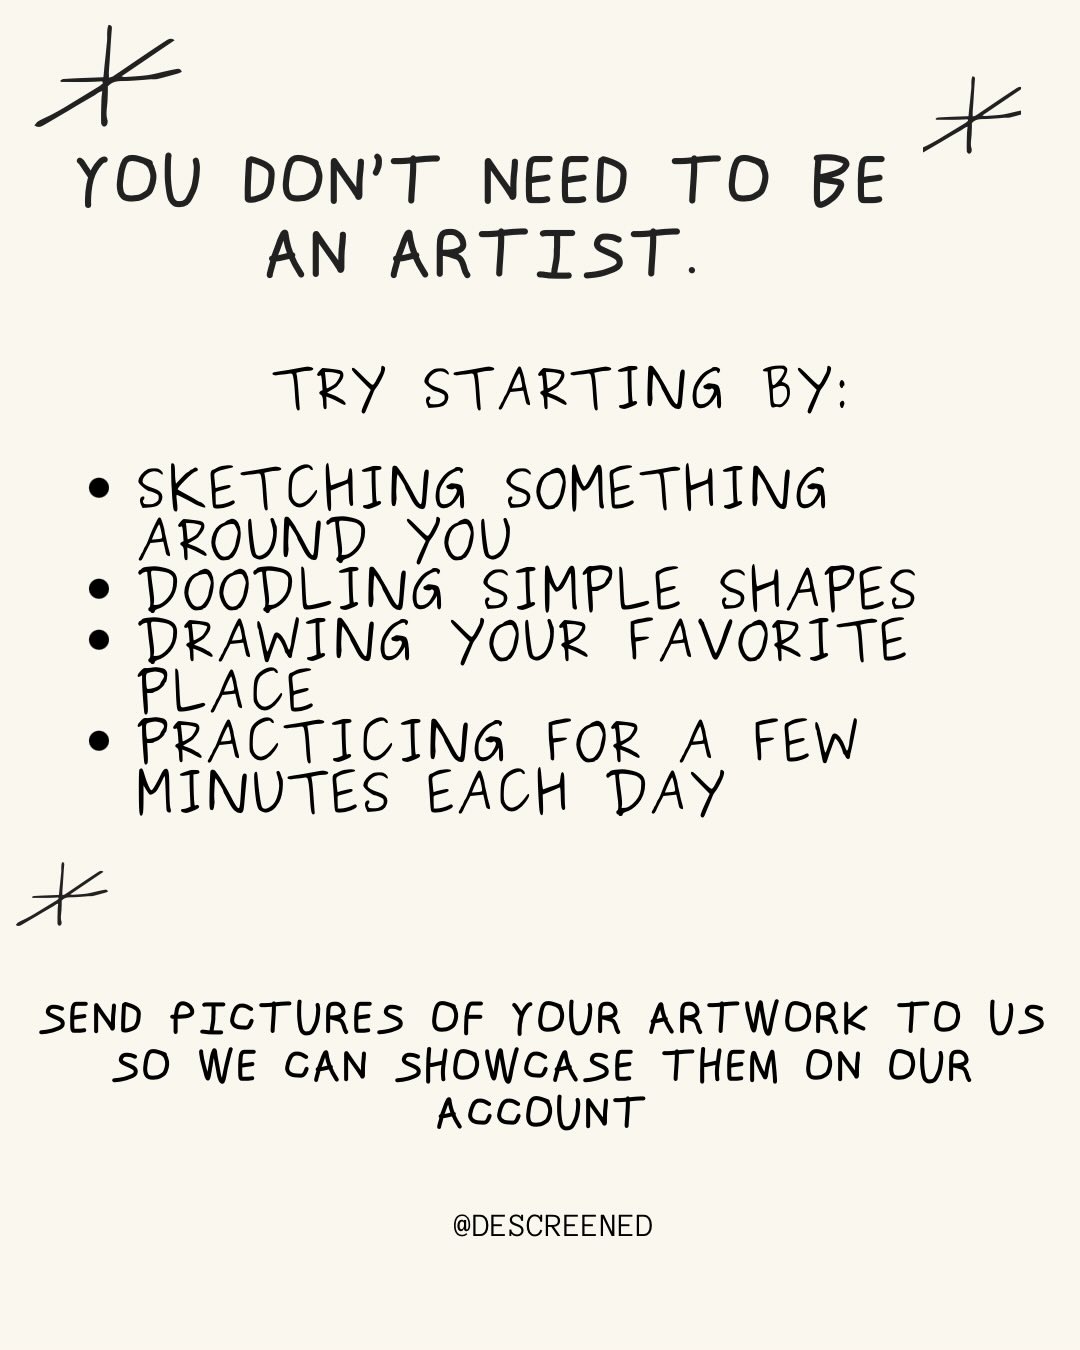 YOU DON'T NEED TO BE
AN ARTIST.
TRY STARTING BY:
• SKETCHING SOMETHING
AROUND YOU
• DOODLING SIMPLE SHAPES
• DRAWING YOUR FAVORITE
PLACE
• PRACTICING FOR A FEW
MINUTES EACH DAY
SEND PICTURES OF YOUR ARTWORK TO US
SO WE CAN SHOWCASE THEM ON OUR
ACCOUNT
@DESCREENED